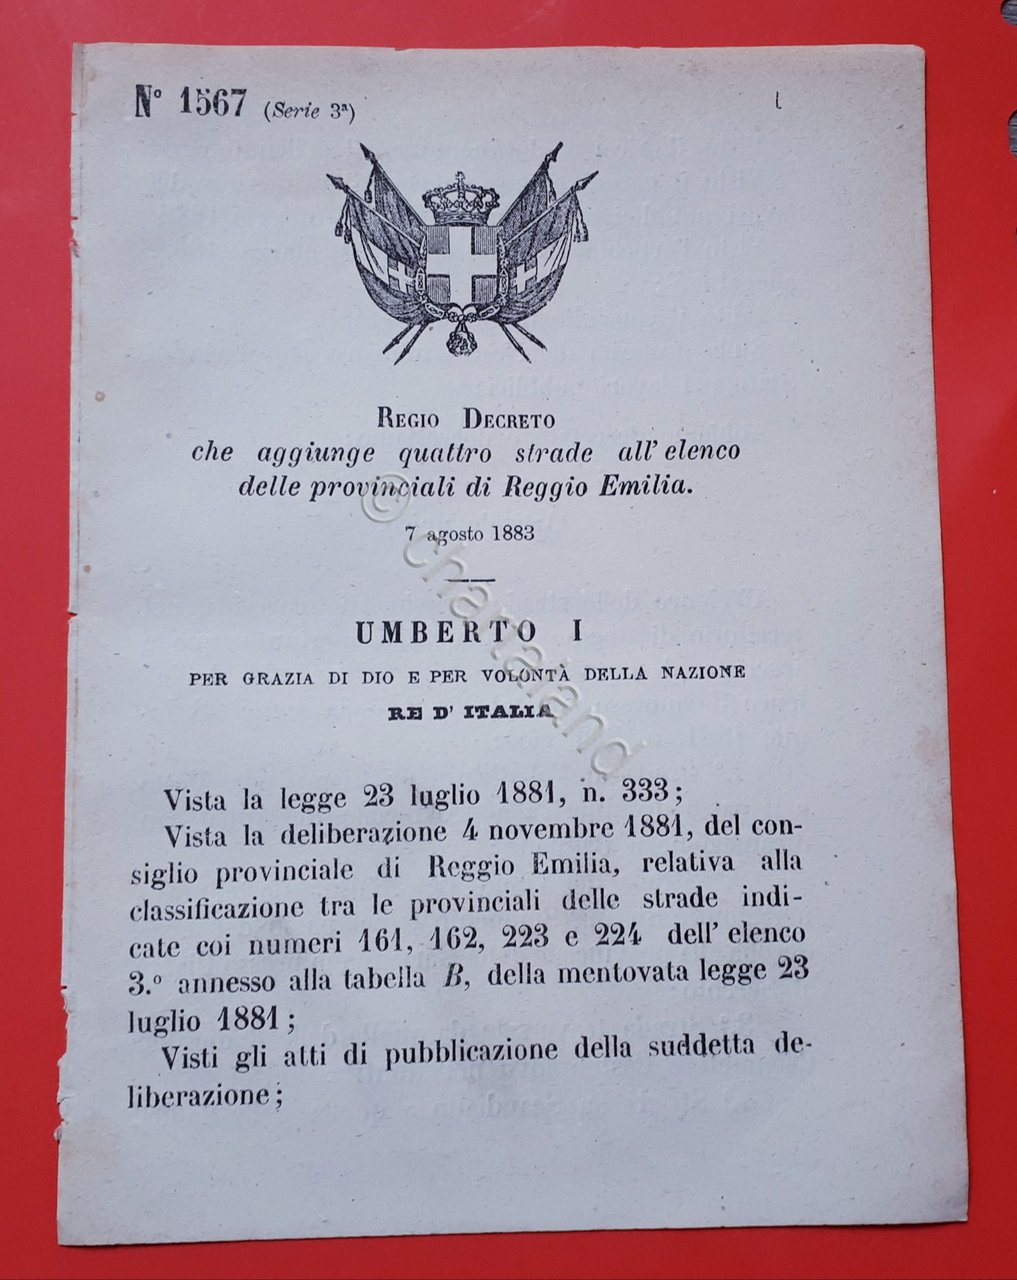 N° 1567 (Serie 3ª)
REGIO DECRETO
che aggiunge quattro strade all' elenco
delle provinciali di Reggio Emilia.
7 agosto 1883
UMBERTO I
PER GRAZIA DI DIO E PER VOLONTÀ DELLA NAZIONE
RE D' ITALIA
Vista la legge 23 luglio 1881, n. 333;
Vista la deliberazione 4 novembre 1881, del con-
siglio provinciale di Reggio Emilia, relativa alla
classificazione tra le provinciali delle strade indi-
cate coi numeri 161, 162, 223 e 224 dell' elenco
3.° annesso alla tabella B, della mentovata legge 23
luglio 1881;
Visti gli atti di pubblicazione della suddetta de-
liberazione;
© chartaland